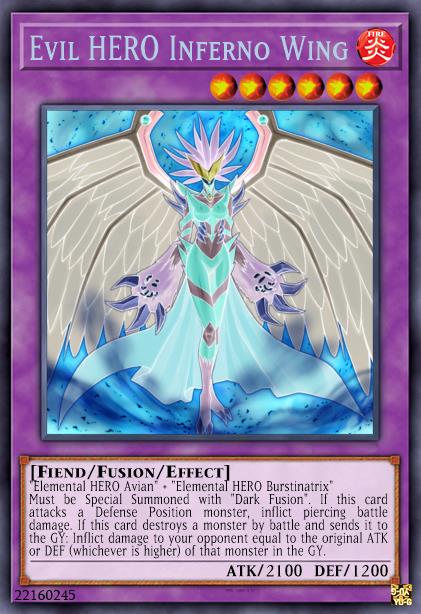 Evil HERO Inferno Wing
FIRE
炎
[Fiend/Fusion/Effect]
"Elemental HERO Avian" + "Elemental HERO Burstinatrix"
Must be Special Summoned with "Dark Fusion". If this card
attacks a Defense Position monster, inflict piercing battle
damage. If this card destroys a monster by battle and sends it to
the GY: Inflict damage to your opponent equal to the original ATK
or DEF (whichever is higher) of that monster in the GY.
ATK/2100 DEF/1200
22160245